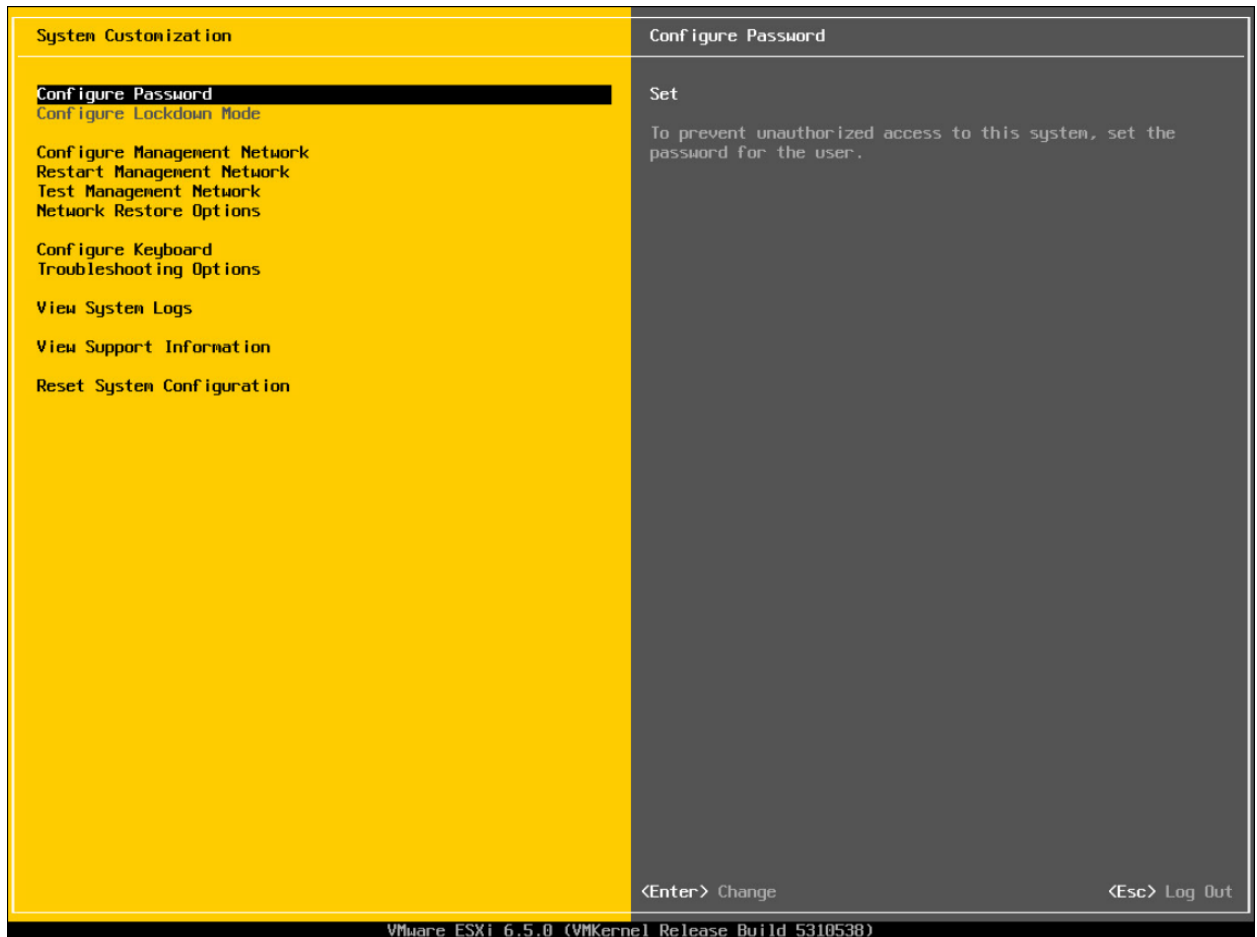 System Customization
Configure Password
Configure Lockdown Mode
Configure Management Network
Restart Management Network
Test Management Network
Network Restore Options
Configure Keyboard
Troubleshooting Options
View System Logs
View Support Information
Reset System Configuration
Configure Password
Set
To prevent unauthorized access to this system, set the
password for the user.
<Enter> Change
<Esc> Log Out
VMware ESXi 6.5.0 (VMKernel Release Build 5310538)